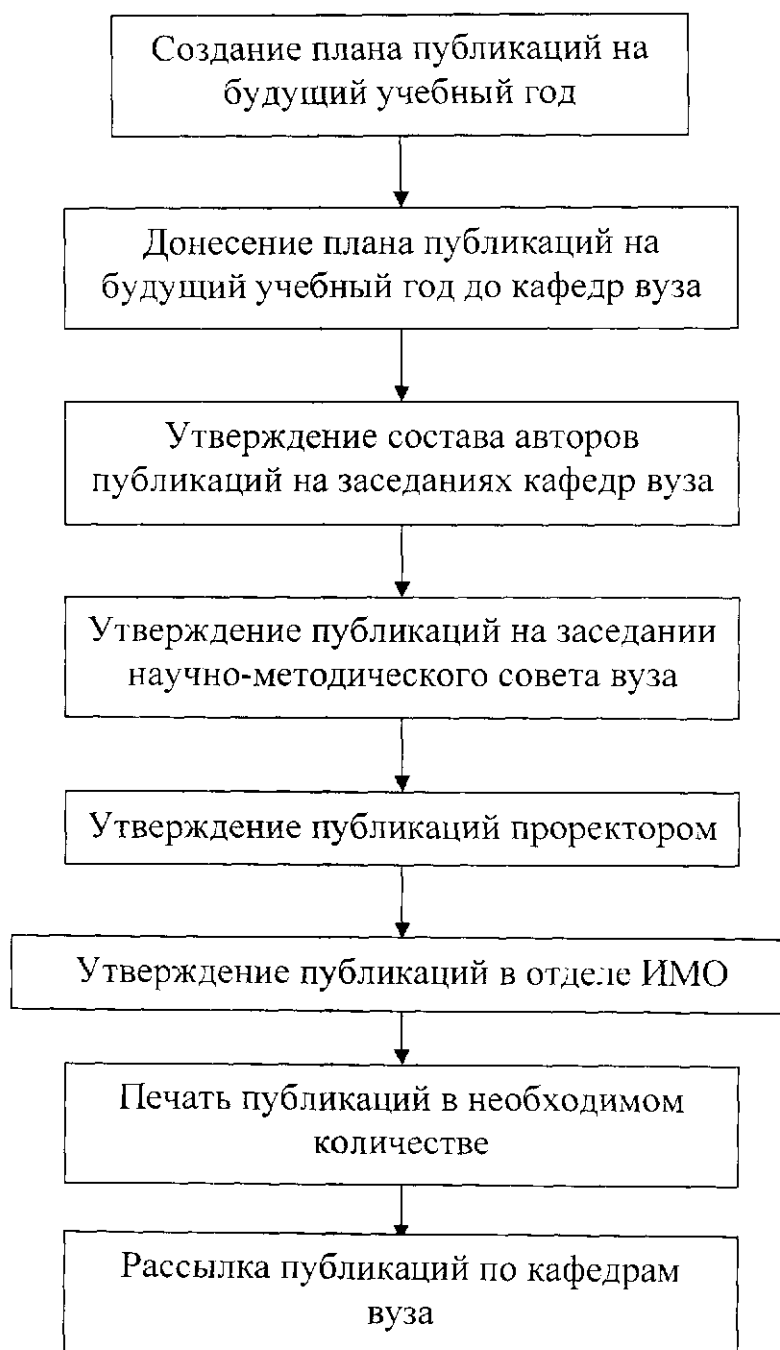 Создание плана публикаций на
будущий учебный год
Донесение плана публикаций на
будущий учебный год до кафедр вуза
Утверждение состава авторов
публикаций на заседаниях кафедр вуза
Утверждение публикаций на заседании
научно-методического совета вуза
Утверждение публикаций проректором
Утверждение публикаций в отделе ИМО
Печать публикаций в необходимом
количестве
Рассылка публикаций по кафедрам
вуза